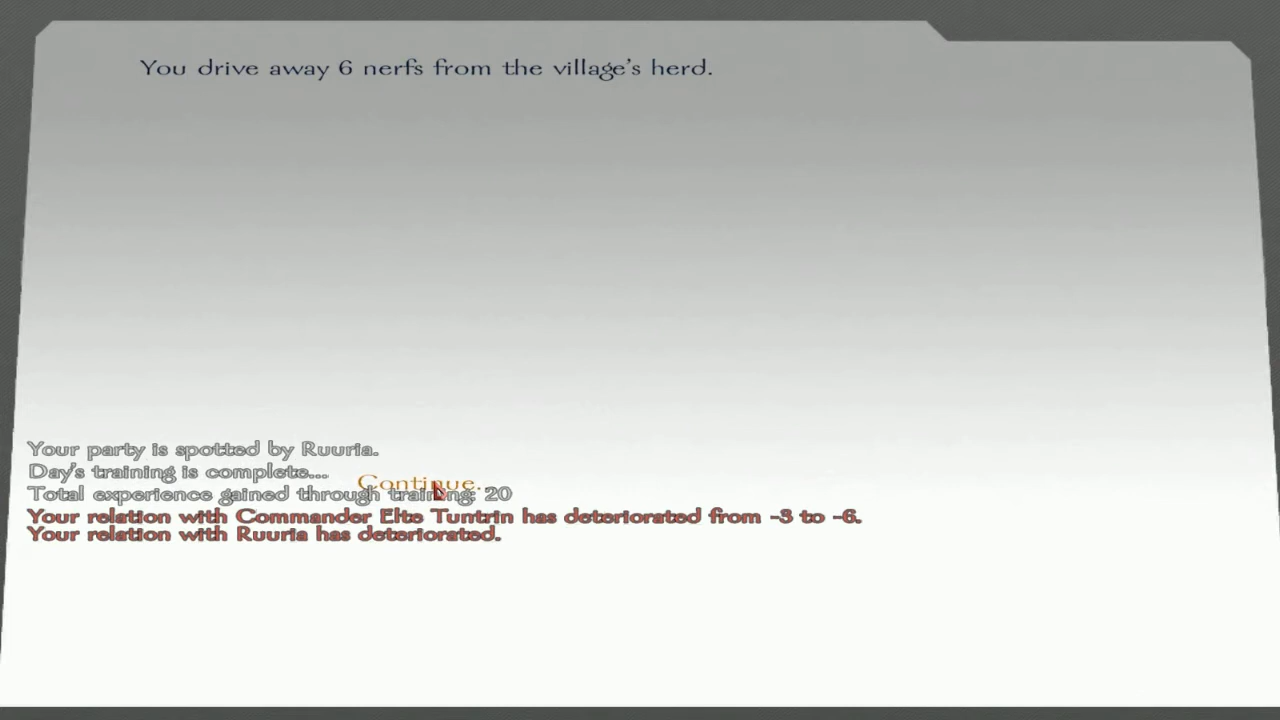 You drive away 6 nerfs from the village's herd.
Your party is spotted by Ruuria.
Day's training is complete...
Continue.
Total experience gained through training: 20
Your relation with Commander Elte Tuntrin has deteriorated from -3 to -6.
Your relation with Ruuria has deteriorated.